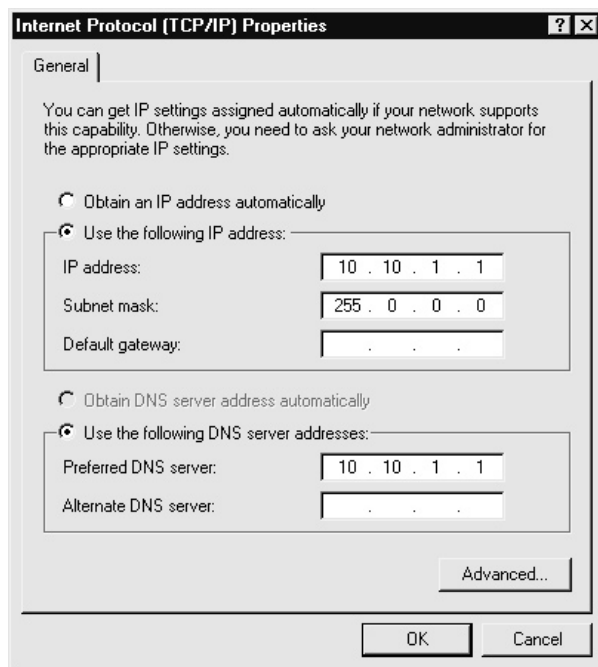 Internet Protocol (TCP/IP) Properties
General
You can get IP settings assigned automatically if your network supports
this capability. Otherwise, you need to ask your network administrator for
the appropriate IP settings.
Obtain an IP address automatically
Use the following IP address:
IP address: 10 . 10 . 1 . 1
Subnet mask: 255 . 0 . 0 . 0
Default gateway: . . .
Obtain DNS server address automatically
Use the following DNS server addresses:
Preferred DNS server: 10 . 10 . 1 . 1
Alternate DNS server: . . .
Advanced...
OK Cancel